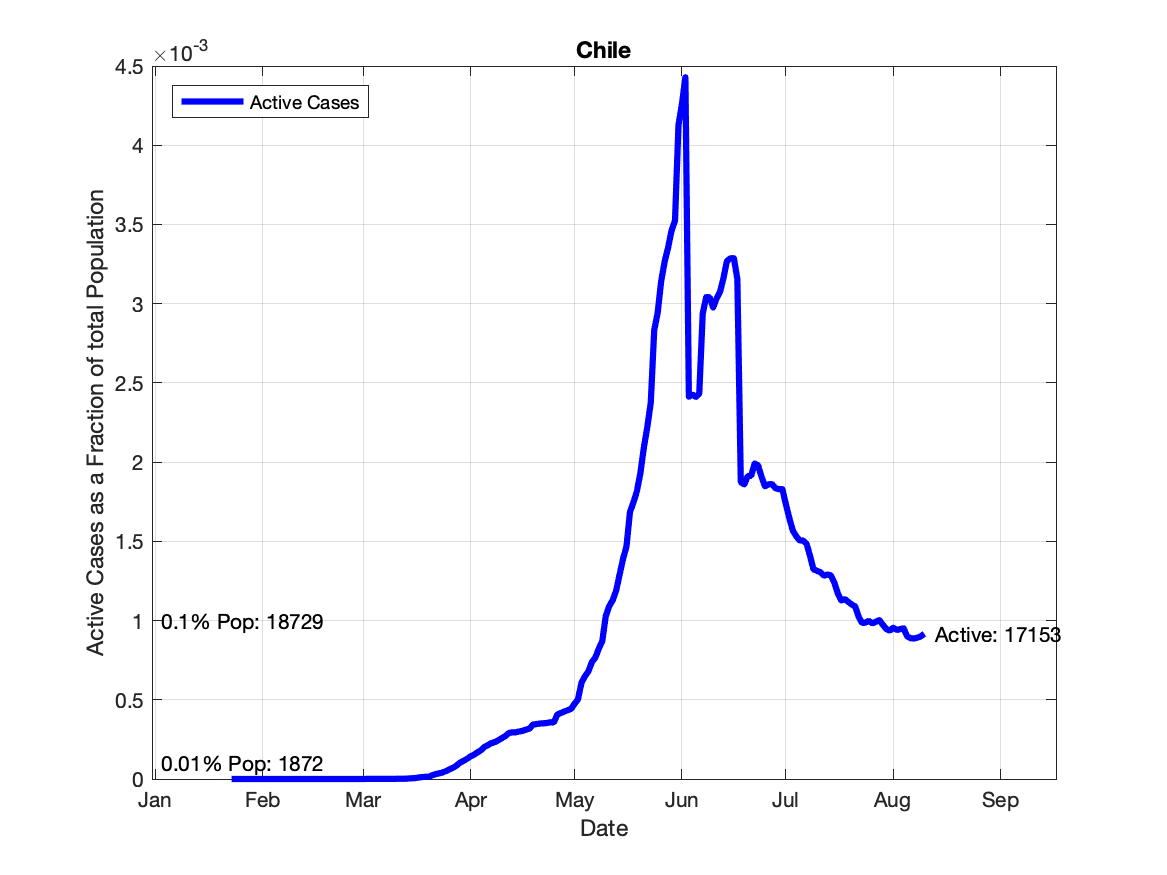 Chile
×10-3
4.5
4
3.5
3
2.5
2
1.5
1
0.5
0
Active Cases as a Fraction of total Population
Active Cases
0.1% Pop: 18729
0.01% Pop: 1872
Active: 17153
Jan Feb Mar Apr May Jun Jul Aug Sep
Date